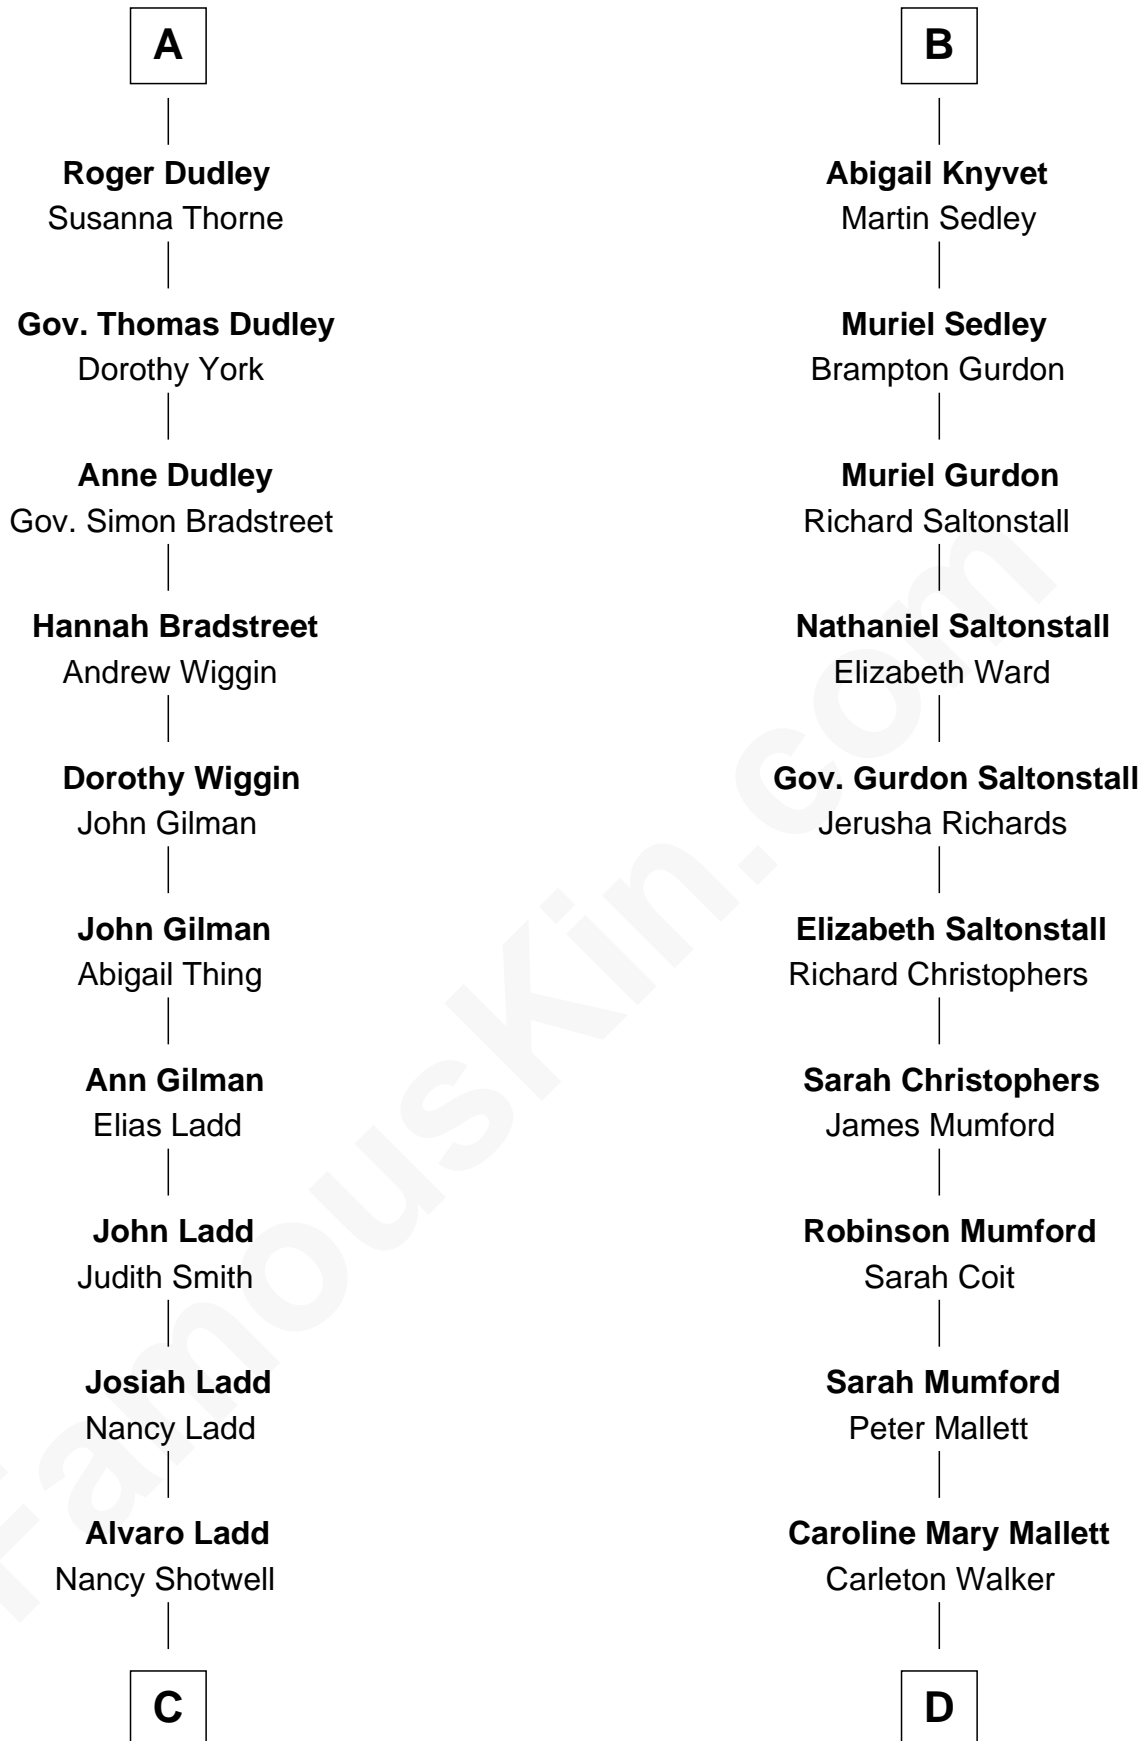 A
Roger Dudley
Susanna Thorne
Gov. Thomas Dudley
Dorothy York
Anne Dudley
Gov. Simon Bradstreet
Hannah Bradstreet
Andrew Wiggin
Dorothy Wiggin
John Gilman
John Gilman
Abigail Thing
Ann Gilman
Elias Ladd
John Ladd
Judith Smith
Josiah Ladd
Nancy Ladd
Alvaro Ladd
Nancy Shotwell
C
B
Abigail Knyvet
Martin Sedley
Muriel Sedley
Brampton Gurdon
Muriel Gurdon
Richard Saltonstall
Nathaniel Saltonstall
Elizabeth Ward
Gov. Gurdon Saltonstall
Jerusha Richards
Elizabeth Saltonstall
Richard Christophers
Sarah Christophers
James Mumford
Robinson Mumford
Sarah Coit
Sarah Mumford
Peter Mallett
Caroline Mary Mallett
Carleton Walker
D
FamousKin.com